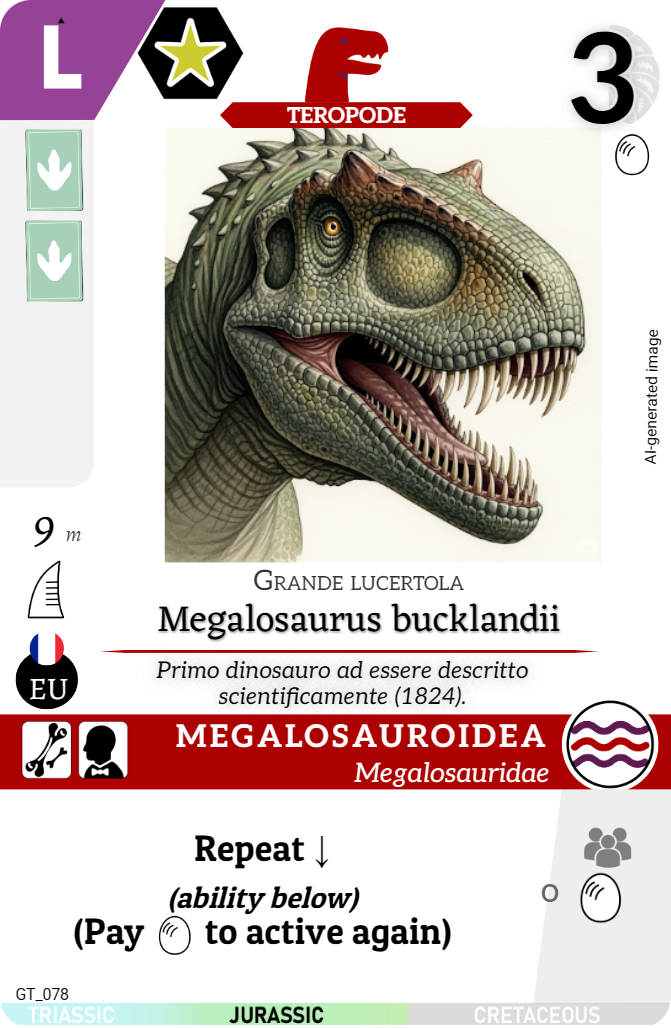 L
3
TEROPODE
AI-generated image
9 m
EU
GRANDE LUCERTOLA
Megalosaurus bucklandii
Primo dinosauro ad essere descritto
scientificamente (1824).
MEGALOSAUROIDEA
Megalosauridae
Repeat ↓
(ability below)
(Pay to active again)
O
GT_078
TRIASSIC JURASSIC CRETACEOUS